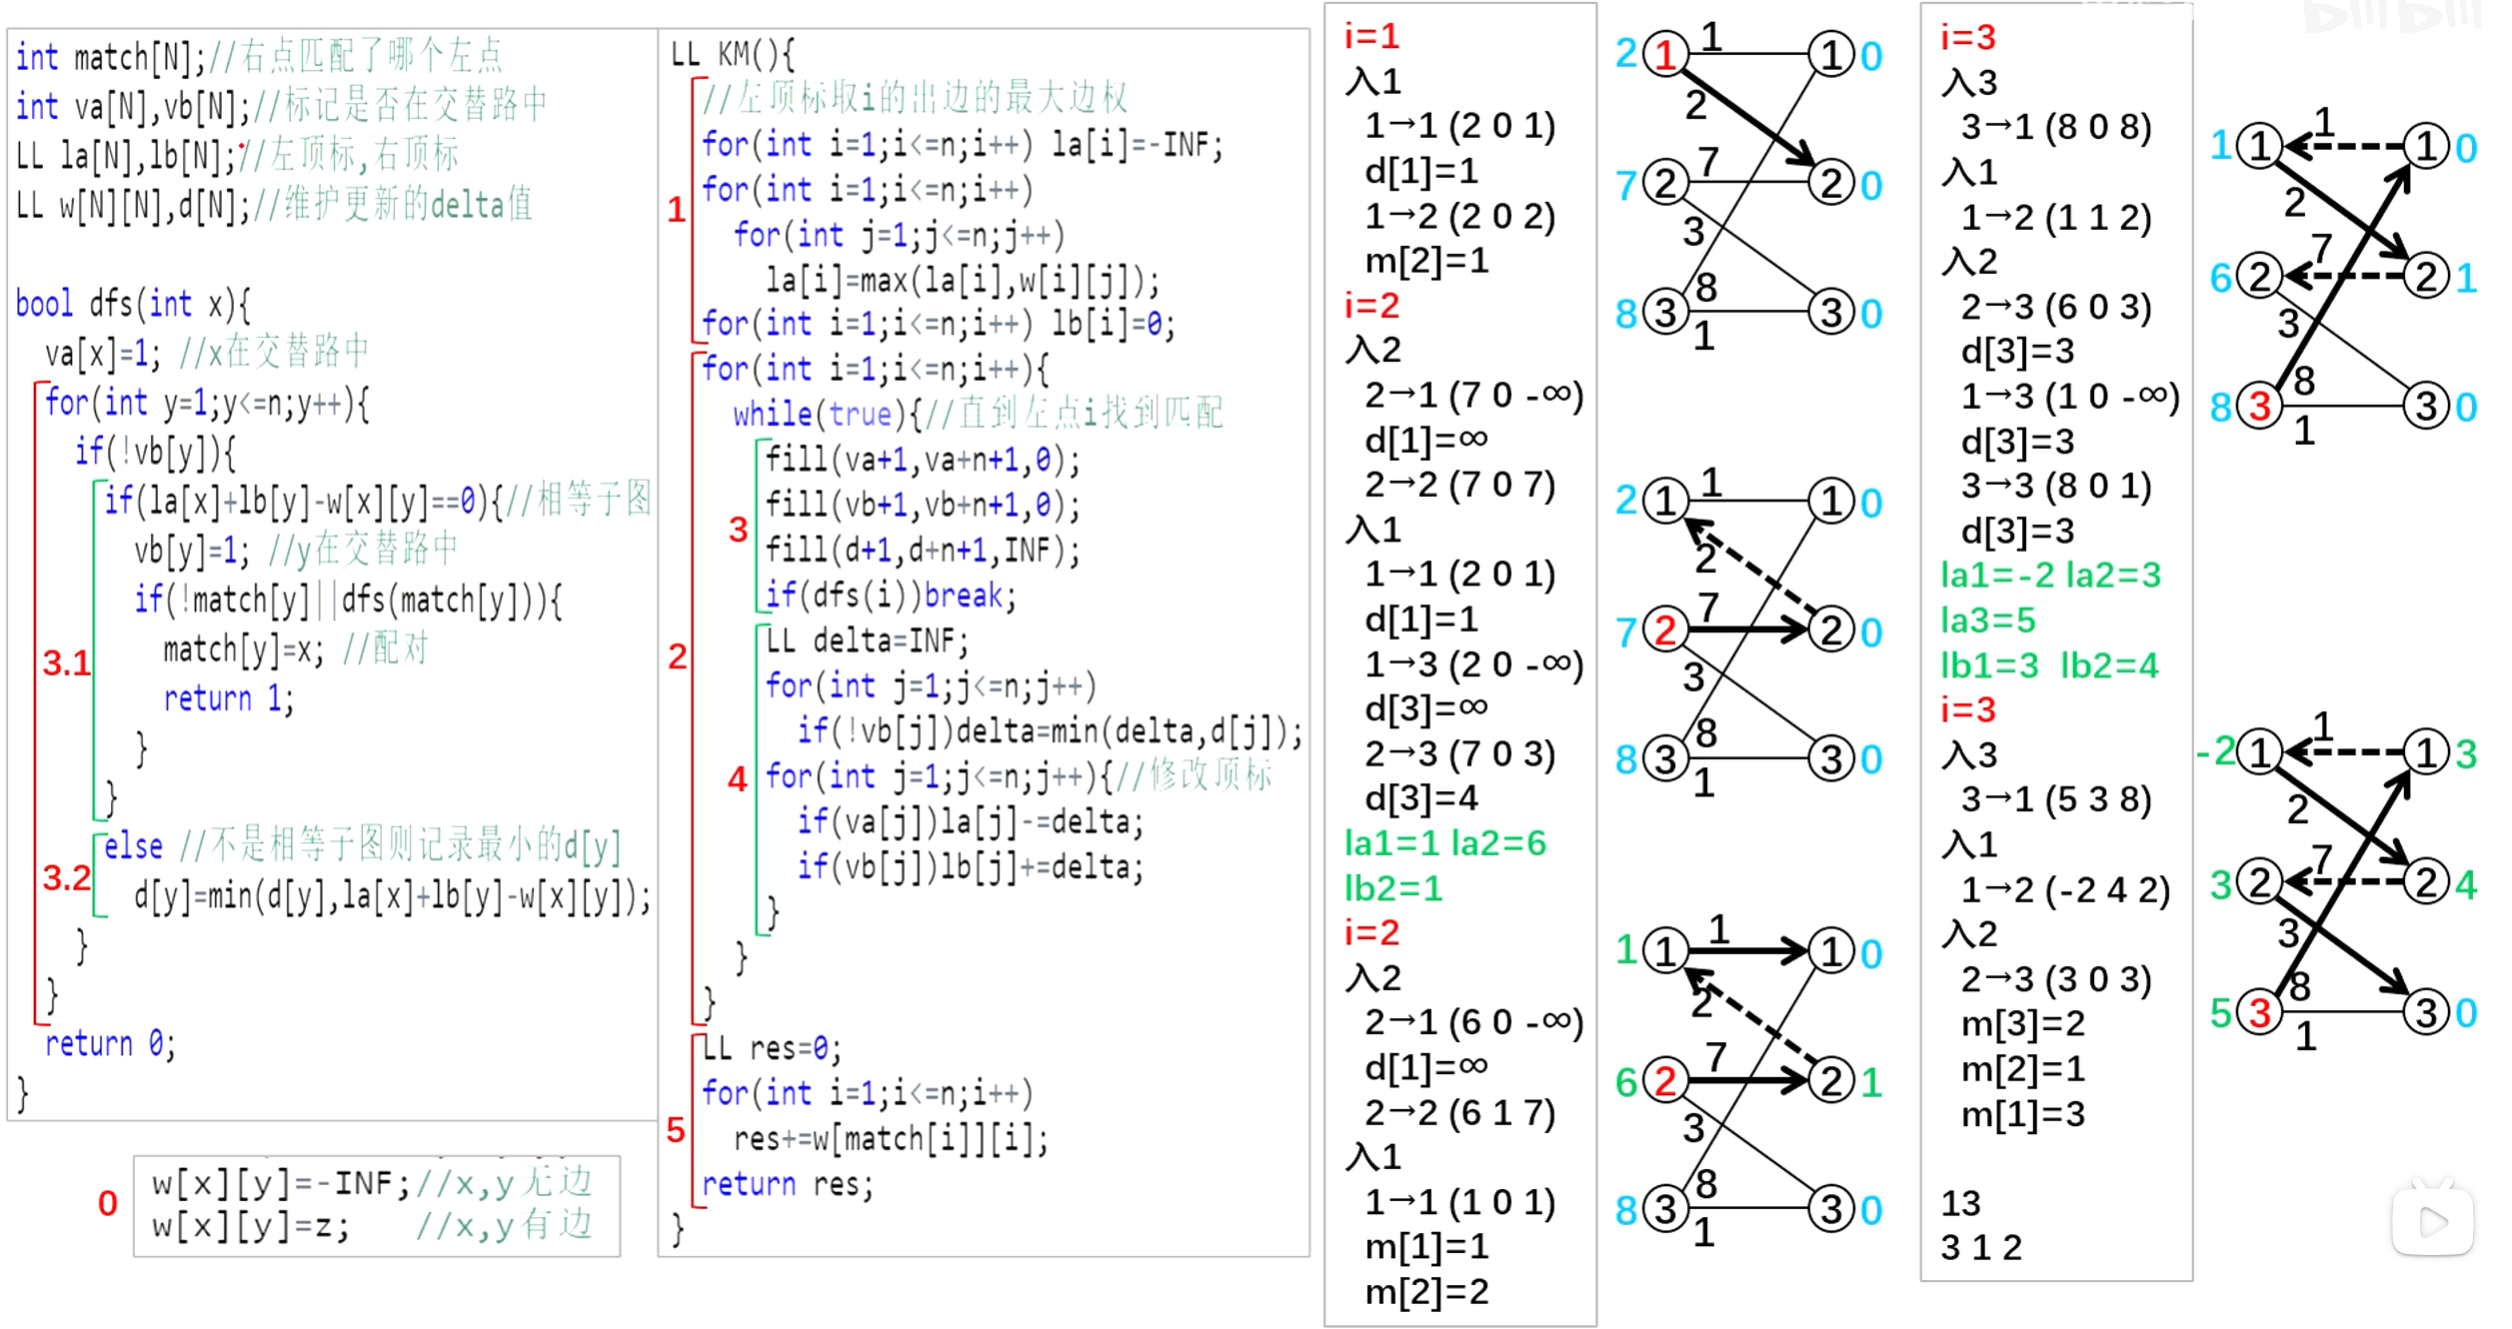 int match[N];//右点匹配了哪个左点
int va[N],vb[N];//标记是否在交替路中
LL la[N],lb[N];//左顶标,右顶标
LL w[N][N],d[N];//维护更新的delta值
bool dfs(int x){
va[x]=1; //x在交替路中
for(int y=1;y<=n;y++){
if(!vb[y]){
if(la[x]+lb[y]-w[x][y]==0){//相等子图
vb[y]=1; //y在交替路中
if(!match[y]||dfs(match[y])){
3.1
match[y]=x; //配对
return 1;
}
}
3.2
else //不是相等子图则记录最小的d[y]
d[y]=min(d[y],la[x]+lb[y]-w[x][y]);
}
}
return 0;
}
0
w[x][y]=-INF;//x,y无边
w[x][y]=z; //x,y有边
LL KM(){
1
//左顶标取i的出边的最大边权
for(int i=1;i<=n;i++) la[i]=-INF;
for(int i=1;i<=n;i++)
for(int j=1;j<=n;j++)
la[i]=max(la[i],w[i][j]);
for(int i=1;i<=n;i++) lb[i]=0;
2
for(int i=1;i<=n;i++){
while(true){//直到左点i找到匹配
3
fill(va+1,va+n+1,0);
fill(vb+1,vb+n+1,0);
fill(d+1,d+n+1,INF);
if(dfs(i))break;
4
LL delta=INF;
for(int j=1;j<=n;j++)
if(!vb[j])delta=min(delta,d[j]);
for(int j=1;j<=n;j++){//修改顶标
if(va[j])la[j]-=delta;
if(vb[j])lb[j]+=delta;
}
}
}
5
LL res=0;
for(int i=1;i<=n;i++)
res+=w[match[i]][i];
return res;
}
i=1
入1
1→1 (2 0 1)
d[1]=1
1→2 (2 0 2)
m[2]=1
i=2
入2
2→1 (7 0 -∞)
d[1]=∞
2→2 (7 0 7)
入1
1→1 (2 0 1)
d[1]=1
1→3 (2 0 -∞)
d[3]=∞
2→3 (7 0 3)
d[3]=4
la1=1 la2=6
lb2=1
i=2
入2
2→1 (6 0 -∞)
d[1]=∞
2→2 (6 1 7)
入1
1→1 (1 0 1)
m[1]=1
m[2]=2
2 1 1 1 0
2
7 2 7 2 0
3
8 3 8 3 0
1
2 1 1 1 0
2
7 2 7 2 0
3
8 3 8 3 0
1
1 1 1 1 0
2
6 2 7 2 1
3
8 3 8 3 0
1
i=3
入3
3→1 (8 0 8)
入1
1→2 (1 1 2)
入2
2→3 (6 0 3)
d[3]=3
1→3 (1 0 -∞)
d[3]=3
3→3 (8 0 1)
d[3]=3
la1=-2 la2=3
la3=5
lb1=3 lb2=4
i=3
入3
3→1 (5 3 8)
入1
1→2 (-2 4 2)
入2
2→3 (3 0 3)
m[3]=2
m[2]=1
m[1]=3
13
3 1 2
1 1 1 1 0
2
6 2 7 2 1
3
8 3 8 3 0
1
-2 1 1 1 3
2
3 2 7 2 4
3
5 3 8 3 0
1